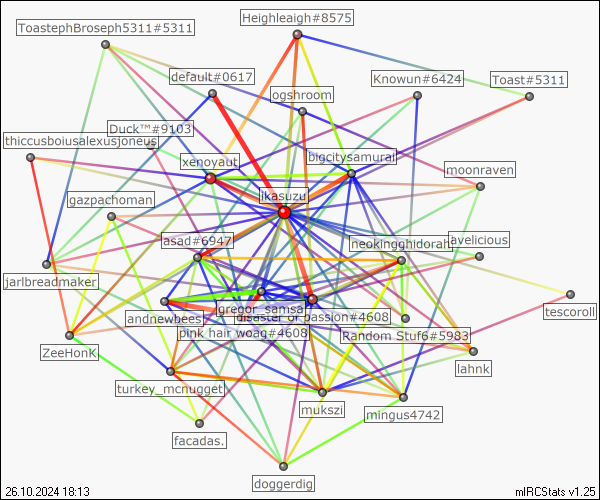 Heighleigh#8575
ToastephBroseph5311#5311
default#0617
Knowun#6424
Toast#5311
ogshroom
Duck™#9103
thiccusboiusalexusjoneus
xenoyaut
bigcitysamurai
moonraven
ikasuzu
gazpachoman
asad#6947
neokingghidorah
avelicious
jarlbreadmaker
tescoroll
gregor_samsa
andnewbees
disaster of passion#4608
pink hair woag#4608
Random Stuf6#5983
ZeeHonK
lahnk
turkey_mcnugget
mukszi
mingus4742
facadas.
doggerdig
26.10.2024 18:13
mIRCStats v1.25